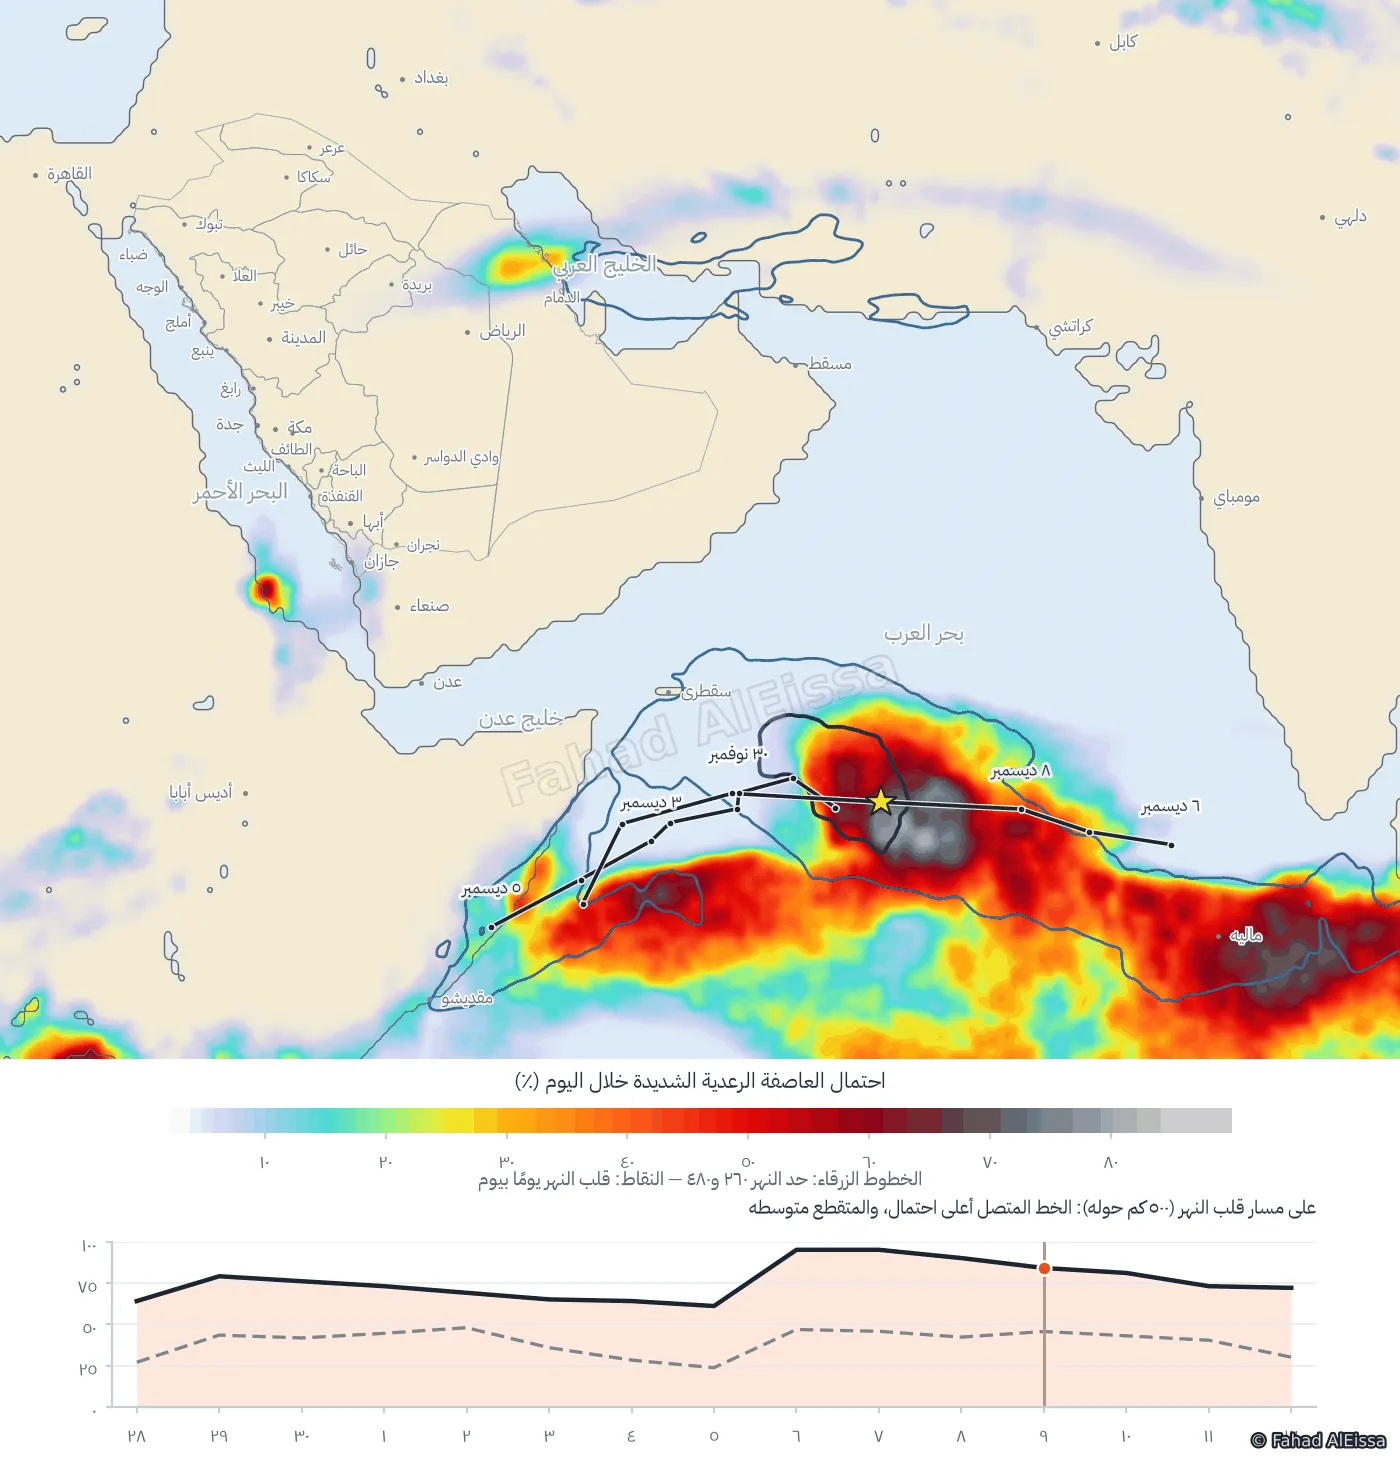 كابل
بغداد
عرعر
القاهرة
سكاكا
دلهي
تبوك
حائل
ضباء
الخليج العربي
العلا
بريدة
الوجه
الدمام
خيبر
أملج
كراتشي
الرياض
المدينة
ينبع
مسقط
رابغ
جدة
مكة
الطائف
وادي الدواسر
الليث
الباحة
البحر الأحمر
القنفذة
مومباي
أبها
نجران
جازان
صنعاء
بحر العرب
عدن
سقطرى
خليج عدن
Fahad AlEissa
٣٠ نوفمبر
٨ ديسمبر
أديس أبابا
٣ ديسمبر
٦ ديسمبر
٥ ديسمبر
ماليه
مقديشو
احتمال العاصفة الرعدية الشديدة خلال اليوم (٪)
١٠ ٢٠ ٣٠ ٤٠ ٥٠ ٦٠ ٧٠ ٨٠
الخطوط الزرقاء: حد النهر ٢٦٠ و٤٨٠ — النقاط: قلب النهر يومًا بيوم
على مسار قلب النهر (٥٠٠ كم حوله): الخط المتصل أعلى احتمال، والمتقطع متوسطه
١٠٠
٧٥
٥٠
٢٥
٠
٢٨ ٢٩ ٣٠ ١ ٢ ٣ ٤ ٥ ٦ ٧ ٨ ٩ ١٠ ١١
© Fahad AlEissa